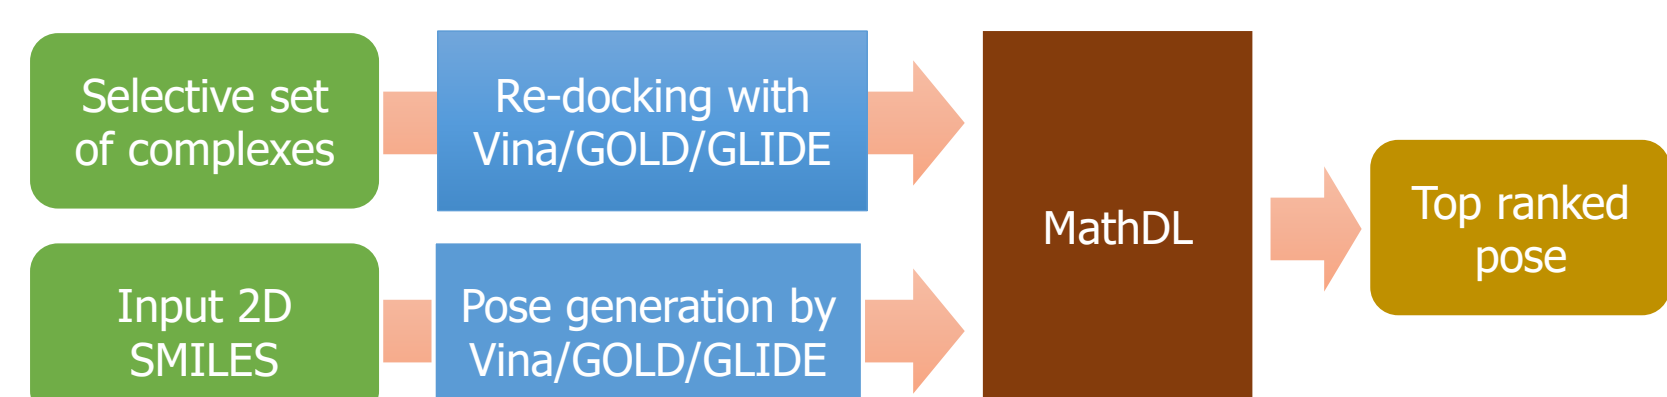 Selective set
of complexes
Re-docking with
Vina/GOLD/GLIDE
Input 2D
SMILES
Pose generation by
Vina/GOLD/GLIDE
MathDL
Top ranked
pose